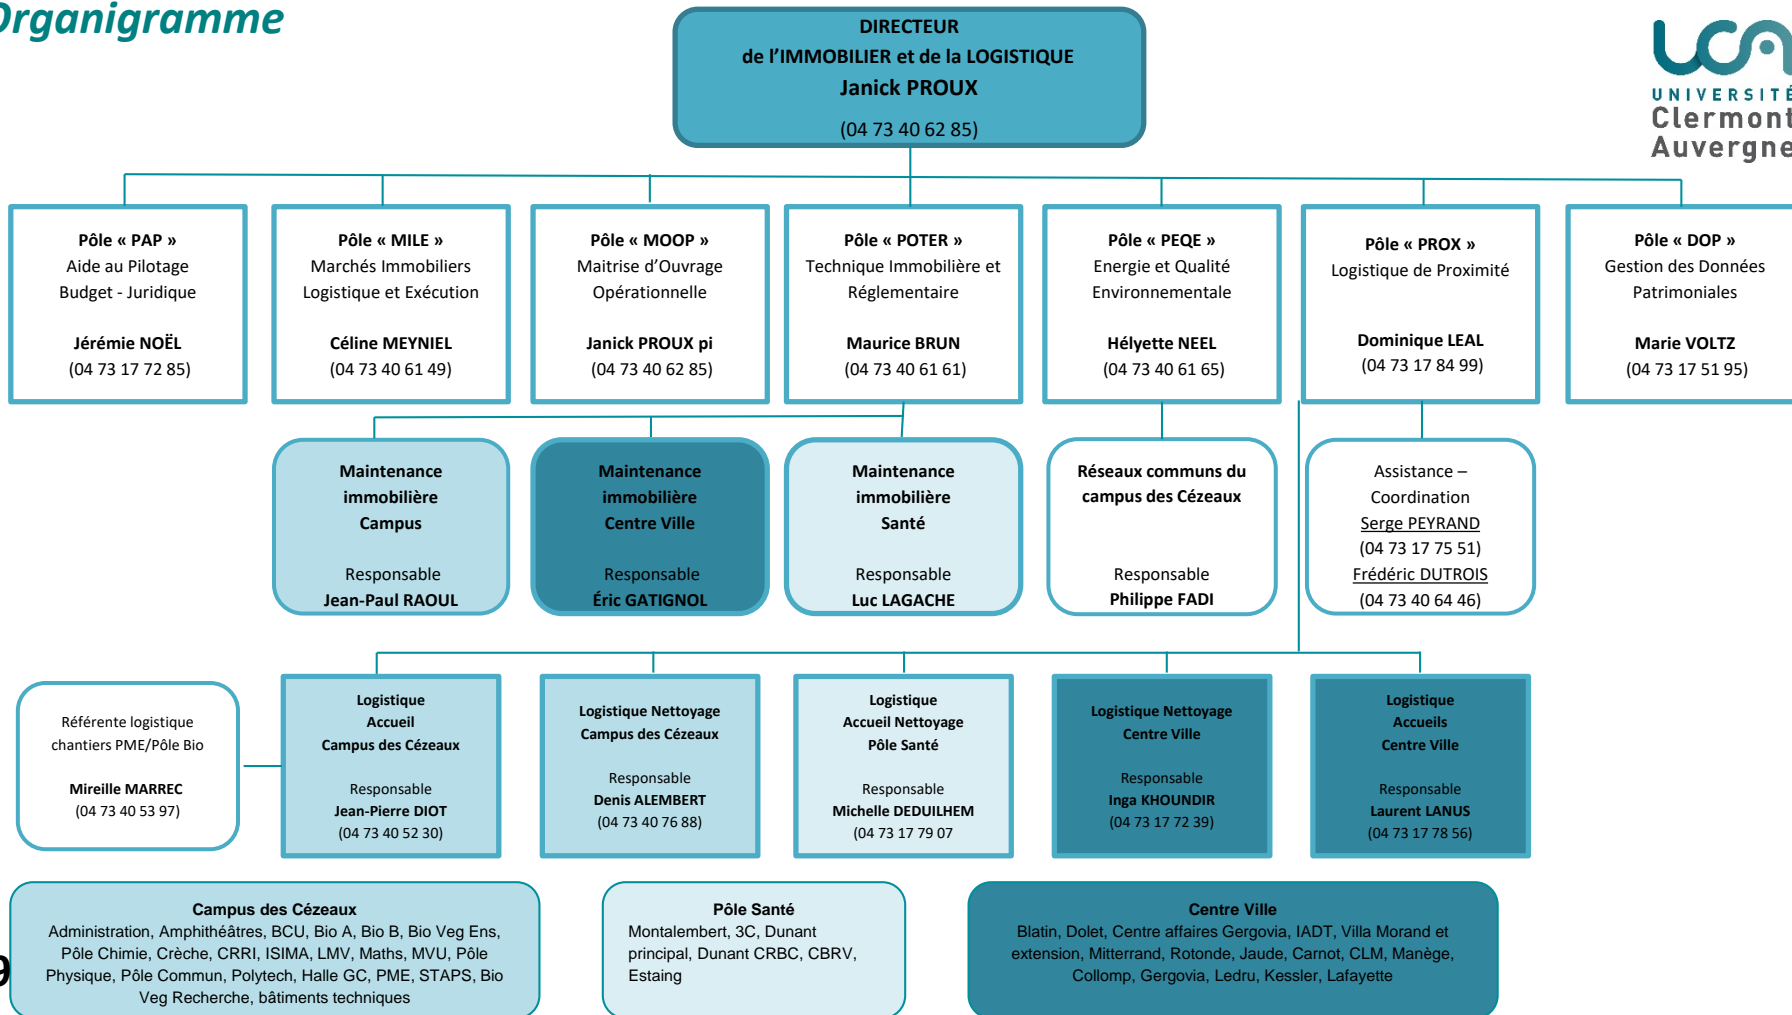 Organigramme
DIRECTEUR
de l’IMMOBILIER et de la LOGISTIQUE
Janick PROUX
(04 73 40 62 85)
UCA
UNIVERSITÉ
Clermont
Auvergne
Pôle « PAP »
Aide au Pilotage
Budget - Juridique
Jérémie NOËL
(04 73 17 72 85)
Pôle « MILE »
Marchés Immobiliers
Logistique et Exécution
Céline MEYNIEL
(04 73 40 61 49)
Pôle « MOOP »
Maitrise d’Ouvrage
Opérationnelle
Janick PROUX pi
(04 73 40 62 85)
Pôle « POTER »
Technique Immobilière et
Réglementaire
Maurice BRUN
(04 73 40 61 61)
Pôle « PEQE »
Energie et Qualité
Environnementale
Hélyette NEEL
(04 73 40 61 65)
Pôle « PROX »
Logistique de Proximité
Dominique LEAL
(04 73 17 84 99)
Pôle « DOP »
Gestion des Données
Patrimoniales
Marie VOLTZ
(04 73 17 51 95)
Maintenance
immobilière
Campus
Responsable
Jean-Paul RAOUL
Maintenance
immobilière
Centre Ville
Responsable
Éric GATIGNOL
Maintenance
immobilière
Santé
Responsable
Luc LAGACHE
Réseaux communs du
campus des Cézeaux
Responsable
Philippe FADI
Assistance –
Coordination
Serge PEYRAND
(04 73 17 75 51)
Frédéric DUTROIS
(04 73 40 64 46)
Référente logistique
chantiers PME/Pôle Bio
Mireille MARREC
(04 73 40 53 97)
Logistique
Accueil
Campus des Cézeaux
Responsable
Jean-Pierre DIOT
(04 73 40 52 30)
Logistique Nettoyage
Campus des Cézeaux
Responsable
Denis ALEMBERT
(04 73 40 76 88)
Logistique
Accueil Nettoyage
Pôle Santé
Responsable
Michelle DEDUILHEM
(04 73 17 79 07
Logistique Nettoyage
Centre Ville
Responsable
Inga KHOUNDIR
(04 73 17 72 39)
Logistique
Accueils
Centre Ville
Responsable
Laurent LANUS
(04 73 17 78 56)
Campus des Cézeaux
Administration, Amphithéâtres, BCU, Bio A, Bio B, Bio Veg Ens,
Pôle Chimie, Crèche, CRRI, ISIMA, LMV, Maths, MVU, Pôle
Physique, Pôle Commun, Polytech, Halle GC, PME, STAPS, Bio
Veg Recherche, bâtiments techniques
Pôle Santé
Montalembert, 3C, Dunant
principal, Dunant CRBC, CBRV,
Estaing
Centre Ville
Blatin, Dolet, Centre affaires Gergovia, IADT, Villa Morand et
extension, Mitterrand, Rotonde, Jaude, Carnot, CLM, Manège,
Collomp, Gergovia, Ledru, Kessler, Lafayette
9